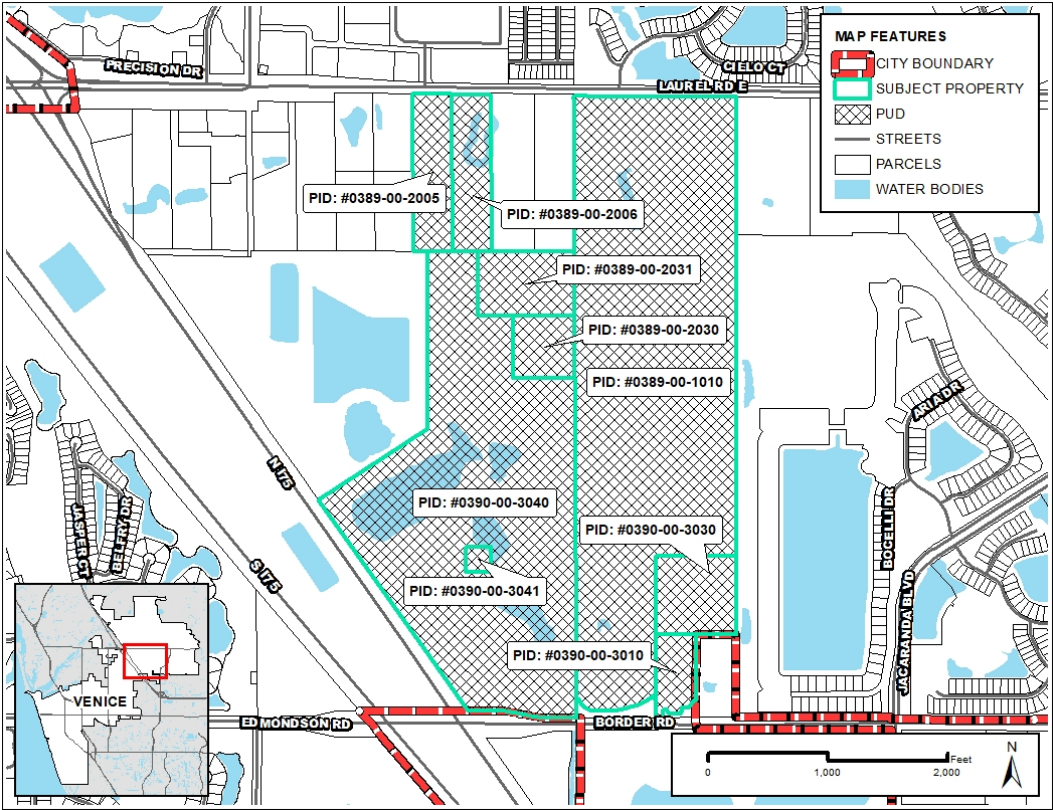 MAP FEATURES
CITY BOUNDARY
SUBJECT PROPERTY
PUD
STREETS
PARCELS
WATER BODIES
PRECISION DR
CIELO CT
LAUREL RD E
PID: #0389-00-2005
PID: #0389-00-2006
PID: #0389-00-2031
PID: #0389-00-2030
PID: #0389-00-1010
ARIA DR
N I75
PID: #0390-00-3040
PID: #0390-00-3030
JASPER CT
BELFRY DR
BOCELLI DR
S I75
PID: #0390-00-3041
JACARANDA BLVD
PID: #0390-00-3010
VENICE
EDMONDSON RD
BORDER RD
N
Feet
0 1,000 2,000